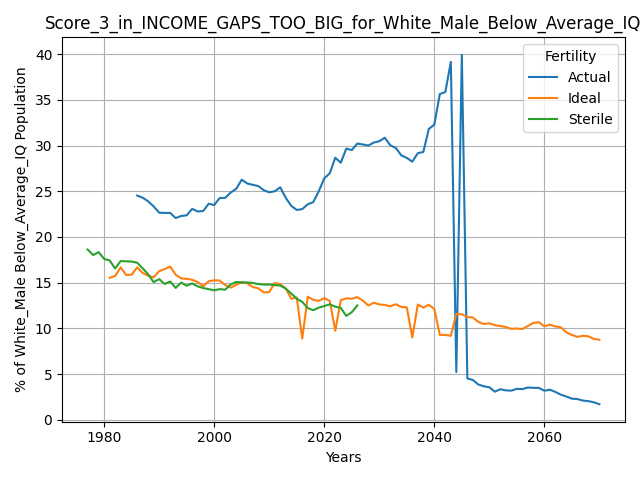 Score_3_in_INCOME_GAPS_TOO_BIG_for_White_Male_Below_Average_IQ
% of White_Male Below_Average_IQ Population
40
35
30
25
20
15
10
5
0
Fertility
Actual
Ideal
Sterile
1980 2000 2020 2040 2060
Years